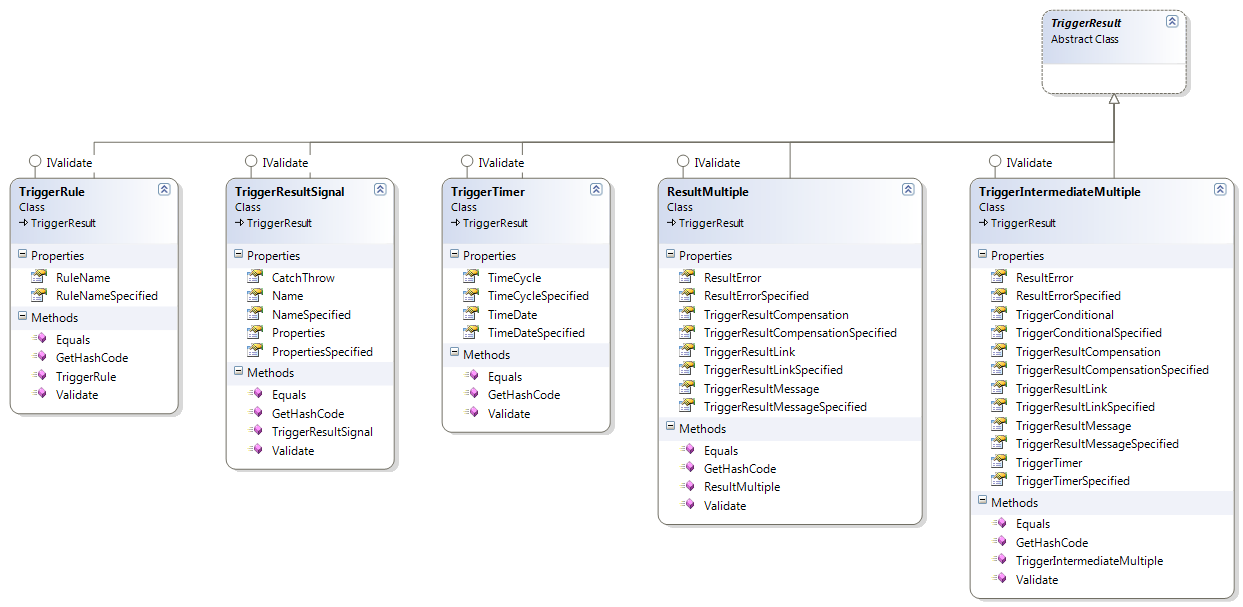 TriggerResult
Abstract Class
IValidate
TriggerRule
Class
TriggerResult
Properties
RuleName
RuleNameSpecified
Methods
Equals
GetHashCode
TriggerRule
Validate
IValidate
TriggerResultSignal
Class
TriggerResult
Properties
CatchThrow
Name
NameSpecified
Properties
PropertiesSpecified
Methods
Equals
GetHashCode
TriggerResultSignal
Validate
IValidate
TriggerTimer
Class
TriggerResult
Properties
TimeCycle
TimeCycleSpecified
TimeDate
TimeDateSpecified
Methods
Equals
GetHashCode
Validate
IValidate
ResultMultiple
Class
TriggerResult
Properties
ResultError
ResultErrorSpecified
TriggerResultCompensation
TriggerResultCompensationSpecified
TriggerResultLink
TriggerResultLinkSpecified
TriggerResultMessage
TriggerResultMessageSpecified
Methods
Equals
GetHashCode
ResultMultiple
Validate
IValidate
TriggerIntermediateMultiple
Class
TriggerResult
Properties
ResultError
ResultErrorSpecified
TriggerConditional
TriggerConditionalSpecified
TriggerResultCompensation
TriggerResultCompensationSpecified
TriggerResultLink
TriggerResultLinkSpecified
TriggerResultMessage
TriggerResultMessageSpecified
TriggerTimer
TriggerTimerSpecified
Methods
Equals
GetHashCode
TriggerIntermediateMultiple
Validate